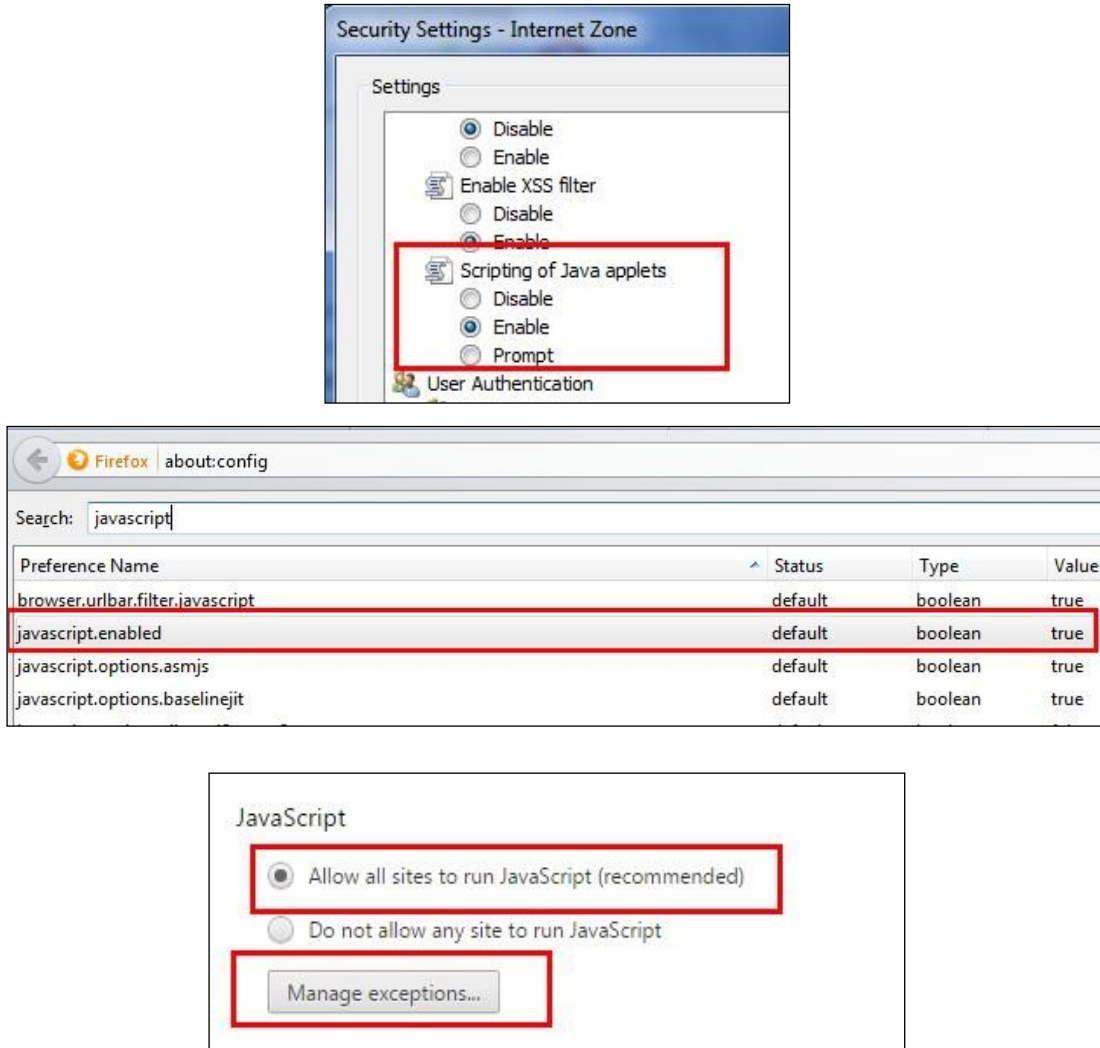 Security Settings - Internet Zone
Settings
Disable
Enable
Enable XSS filter
Disable
Enable
Scripting of Java applets
Disable
Enable
Prompt
User Authentication
Firefox about:config
Search: javascript
Preference Name Status Type Value
browser.urlbar.filter.javascript default boolean true
javascript.enabled default boolean true
javascript.options.asmjs default boolean true
javascript.options.baselinejit default boolean true
JavaScript
Allow all sites to run JavaScript (recommended)
Do not allow any site to run JavaScript
Manage exceptions...